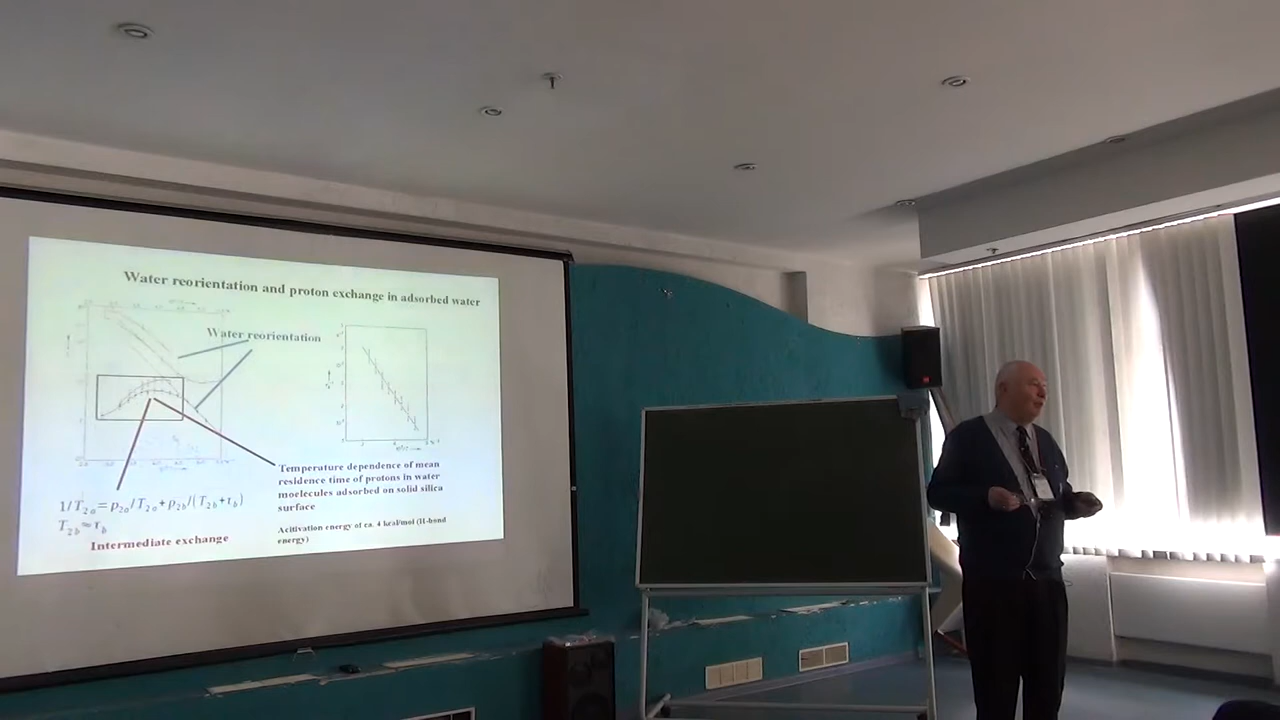 Water reorientation and proton exchange in adsorbed water
Water reorientation
Temperature dependence of mean
residence time of protons in water
moelecules adsorbed on solid silica
surface
1/T₂ₐ=p₂ₐ/T₂ₐ+p₂b/(T₂b+τb)
T₂b≈τb
Intermediate exchange
Acitivation energy of ca. 4 kcal/mol (H-bond
energy)